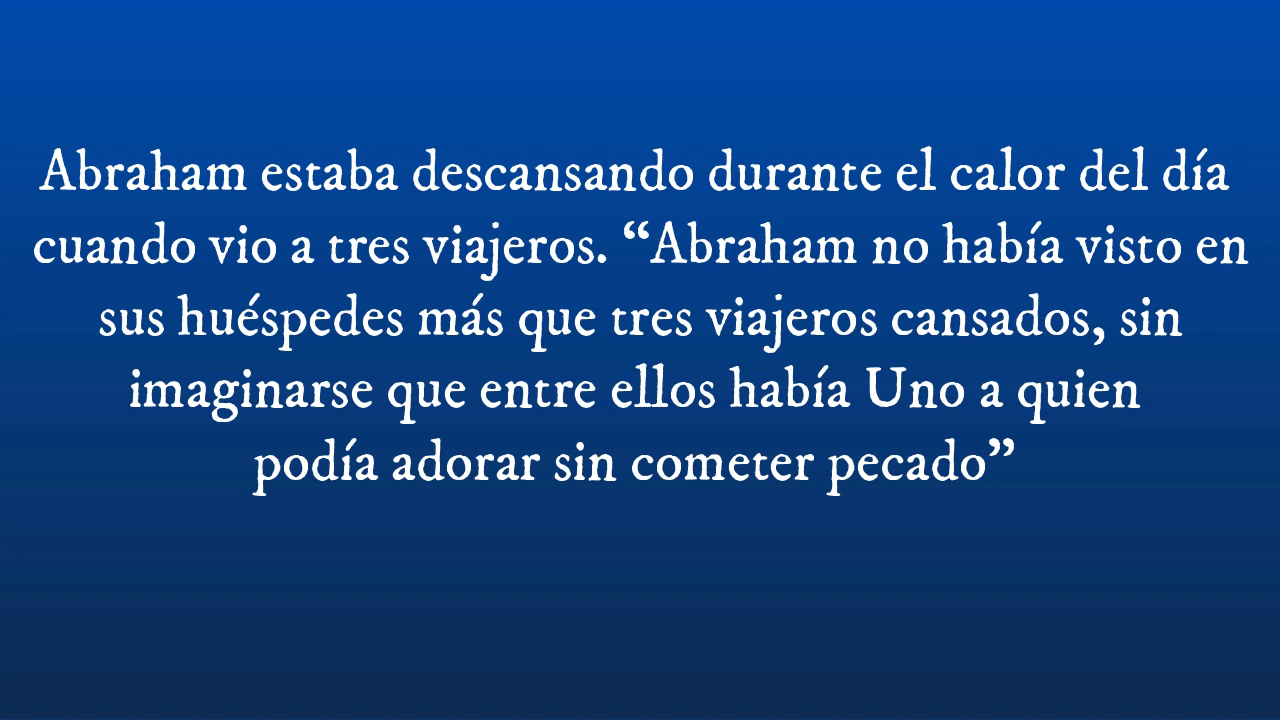 Abraham estaba descansando durante el calor del día
cuando vio a tres viajeros. “Abraham no había visto en
sus huéspedes más que tres viajeros cansados, sin
imaginarse que entre ellos había Uno a quien
podía adorar sin cometer pecado”